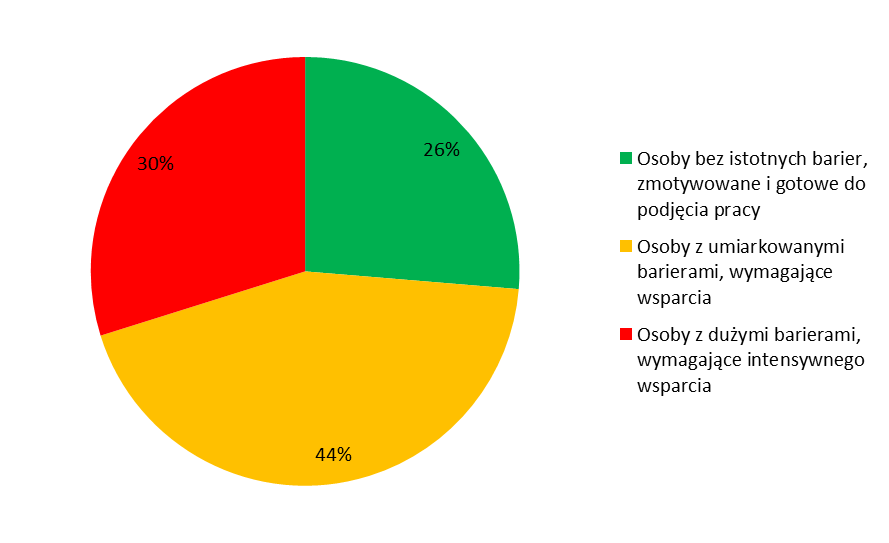 26%
30%
44%
Osoby bez istotnych barier,
zmotywowane i gotowe do
podjęcia pracy
Osoby z umiarkowanymi
barierami, wymagające
wsparcia
Osoby z dużymi barierami,
wymagające intensywnego
wsparcia